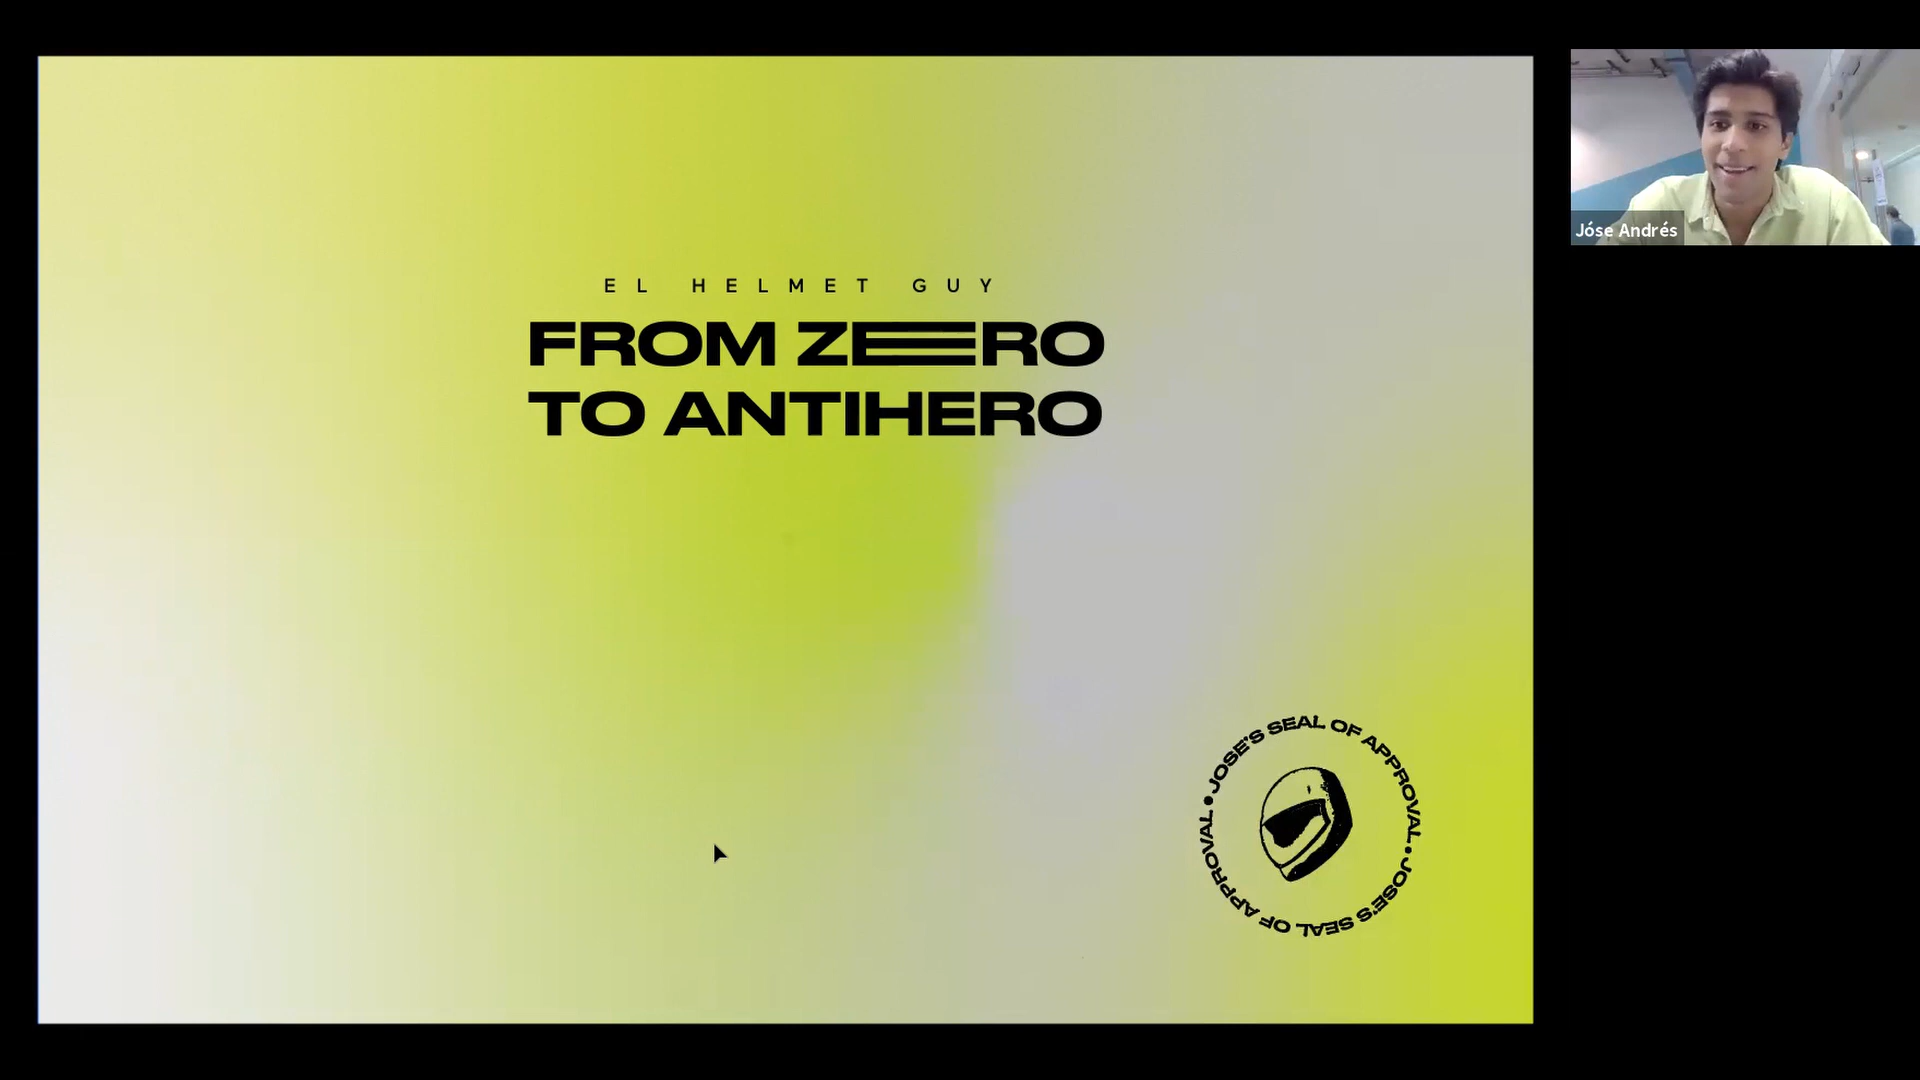 EL HELMET GUY
FROM ZERO
TO ANTIHERO
JOSE'S SEAL OF APPROVAL • JOSE'S SEAL OF APPROVAL •
Jóse Andrés